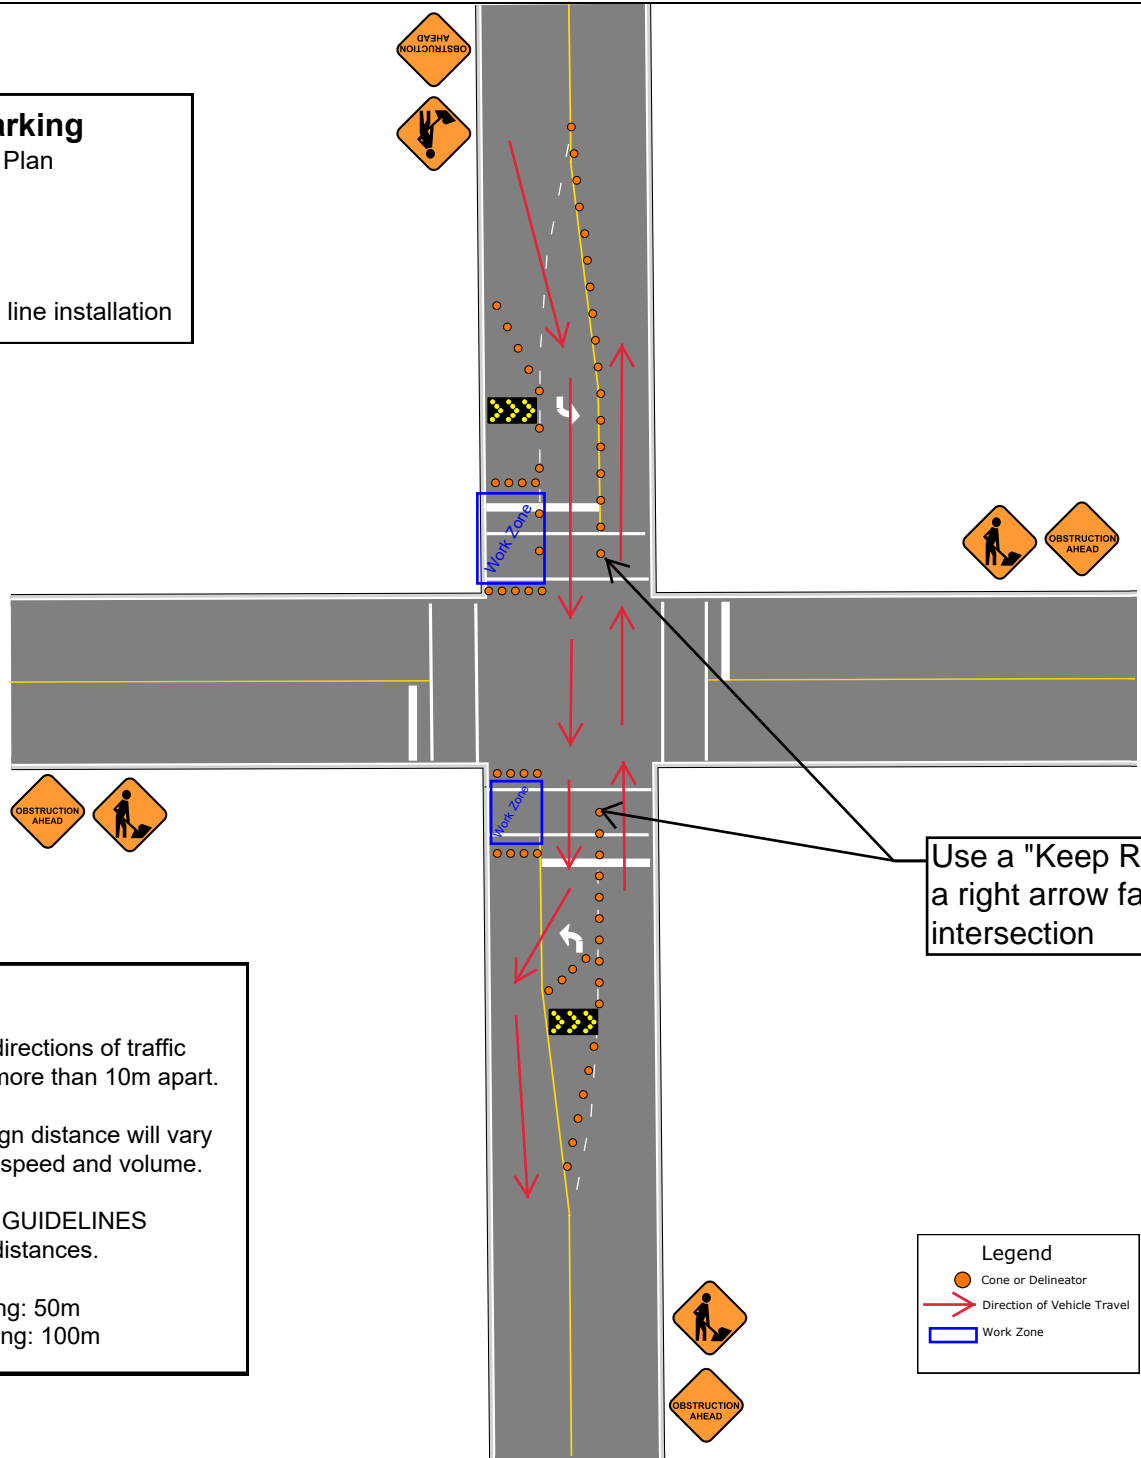 OBSTRUCTION
AHEAD
arking
Plan
line installation
Work Zone
OBSTRUCTION
AHEAD
Work Zone
OBSTRUCTION
AHEAD
Use a "Keep R
a right arrow fa
intersection
directions of traffic
more than 10m apart.
gn distance will vary
speed and volume.
GUIDELINES
distances.
ng: 50m
ng: 100m
Legend
Cone or Delineator
Direction of Vehicle Travel
Work Zone
OBSTRUCTION
AHEAD